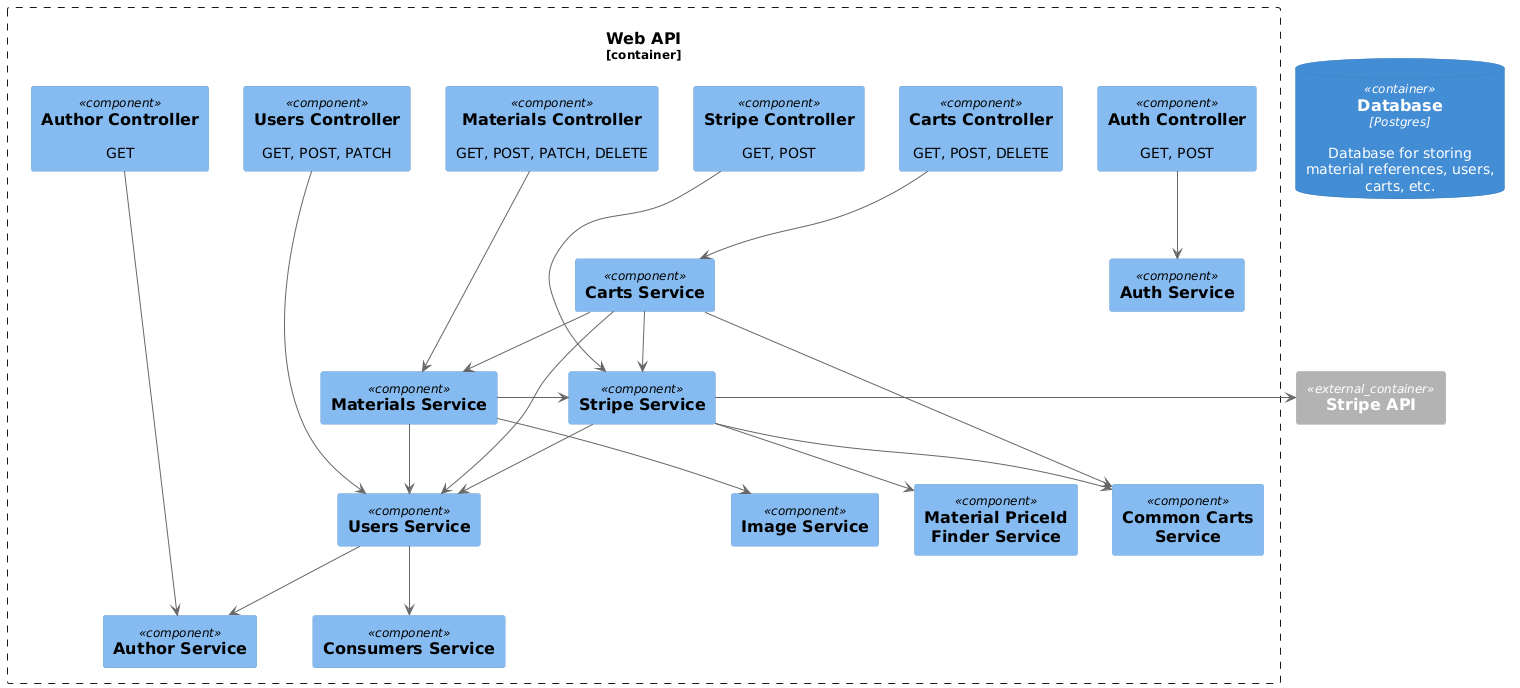 Web API
[container]
«component»
Author Controller
GET
«component»
Users Controller
GET, POST, PATCH
«component»
Materials Controller
GET, POST, PATCH, DELETE
«component»
Stripe Controller
GET, POST
«component»
Carts Controller
GET, POST, DELETE
«component»
Auth Controller
GET, POST
«container»
Database
[Postgres]
Database for storing
material references, users,
carts, etc.
«component»
Carts Service
«component»
Auth Service
«component»
Materials Service
«component»
Stripe Service
«external_container»
Stripe API
«component»
Users Service
«component»
Image Service
«component»
Material PriceId
Finder Service
«component»
Common Carts
Service
«component»
Author Service
«component»
Consumers Service